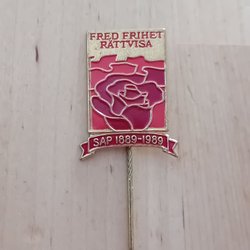 FRED FRIHET
RÄTTVISA
SAP 1889-1989